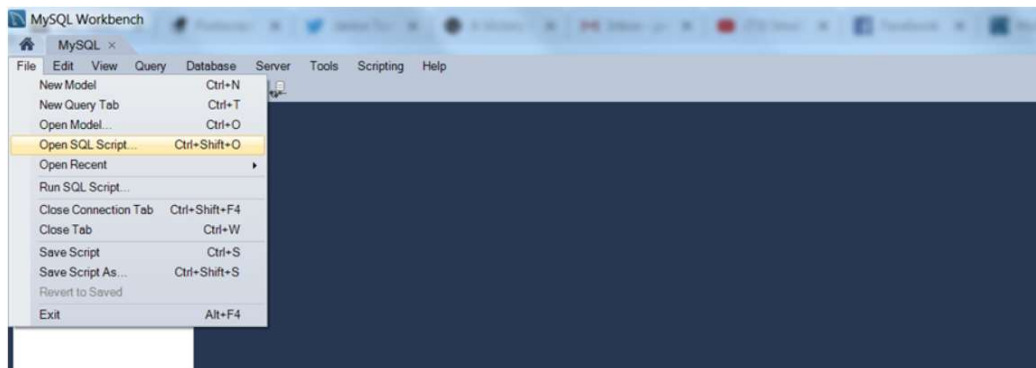 MySQL Workbench
MySQL ×
File Edit View Query Database Server Tools Scripting Help
New Model Ctrl+N
New Query Tab Ctrl+T
Open Model... Ctrl+O
Open SQL Script... Ctrl+Shift+O
Open Recent
Run SQL Script...
Close Connection Tab Ctrl+Shift+F4
Close Tab Ctrl+W
Save Script Ctrl+S
Save Script As... Ctrl+Shift+S
Revert to Saved
Exit Alt+F4